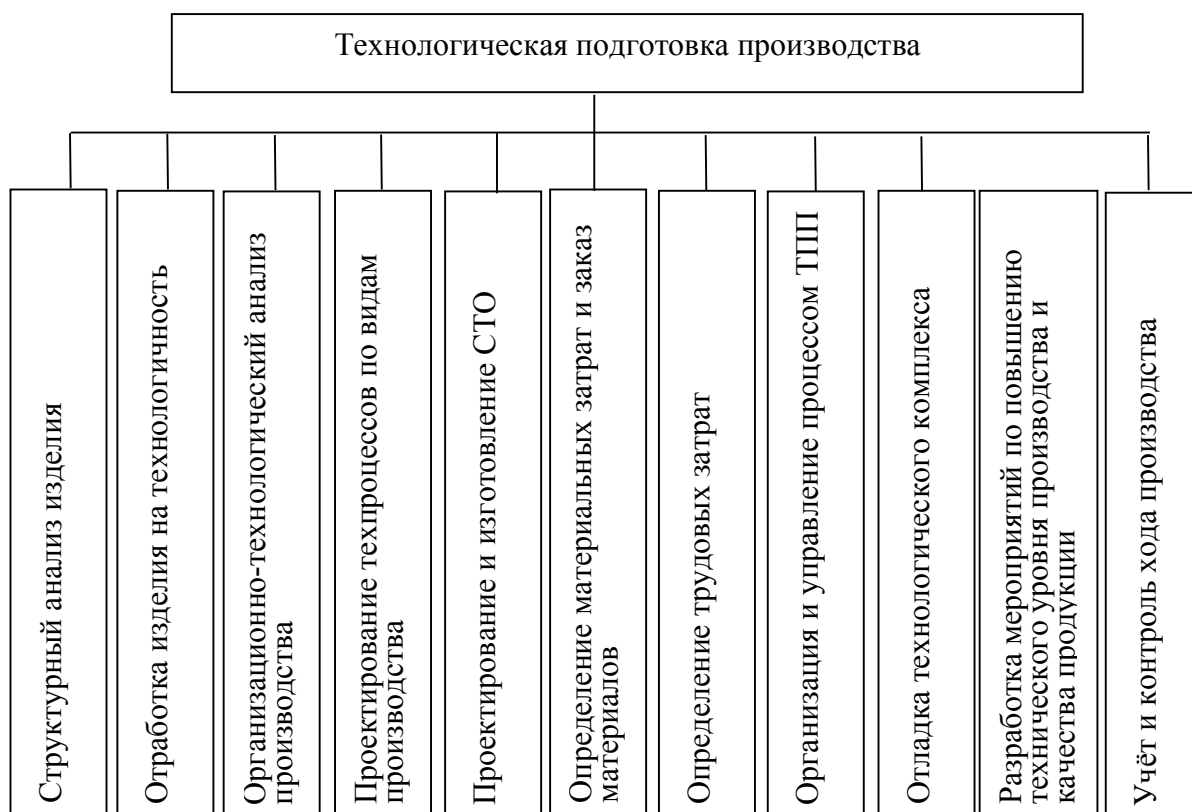 Технологическая подготовка производства
Структурный анализ изделия
Отработка изделия на технологичность
Организационно-технологический анализ
производства
Проектирование техпроцессов по видам
производства
Проектирование и изготовление СТО
Определение материальных затрат и заказ
материалов
Определение трудовых затрат
Организация и управление процессом ТПП
Отладка технологического комплекса
Разработка мероприятий по повышению
технического уровня производства и
качества продукции
Учёт и контроль хода производства